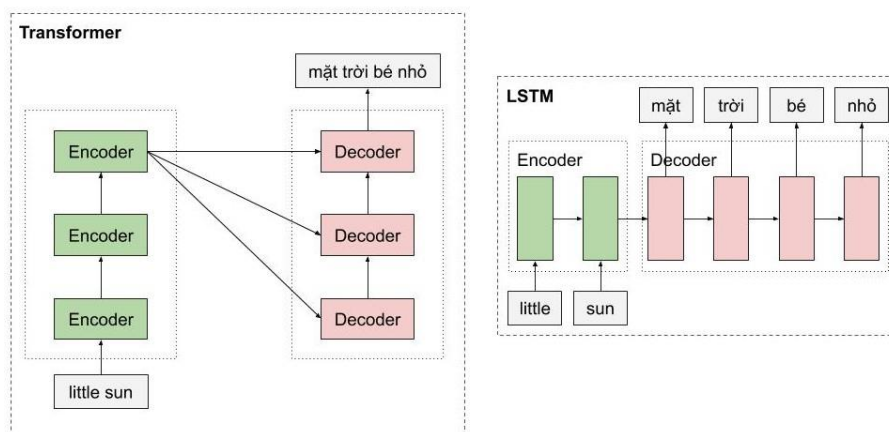 Transformer
mặt trời bé nhỏ
Encoder
Decoder
Encoder
Decoder
Encoder
Decoder
little sun
LSTM
mặt
trời
bé
nhỏ
Encoder
Decoder
little
sun